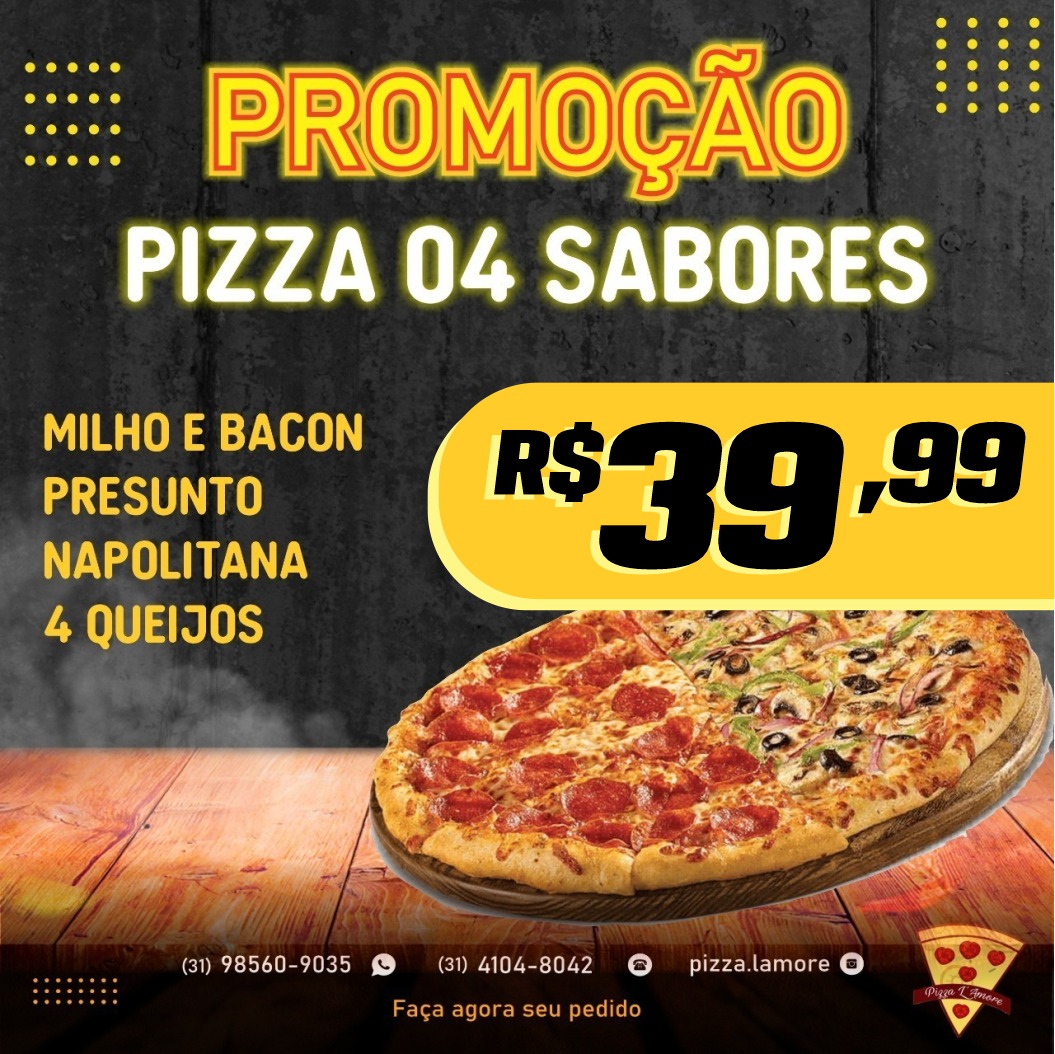 PROMOÇÃO
PIZZA 04 SABORES
MILHO E BACON
PRESUNTO
NAPOLITANA
4 QUEIJOS
R$39,99
(31) 98560-9035 (31) 4104-8042 pizza.lamore
Faça agora seu pedido
Pizza L'Amore